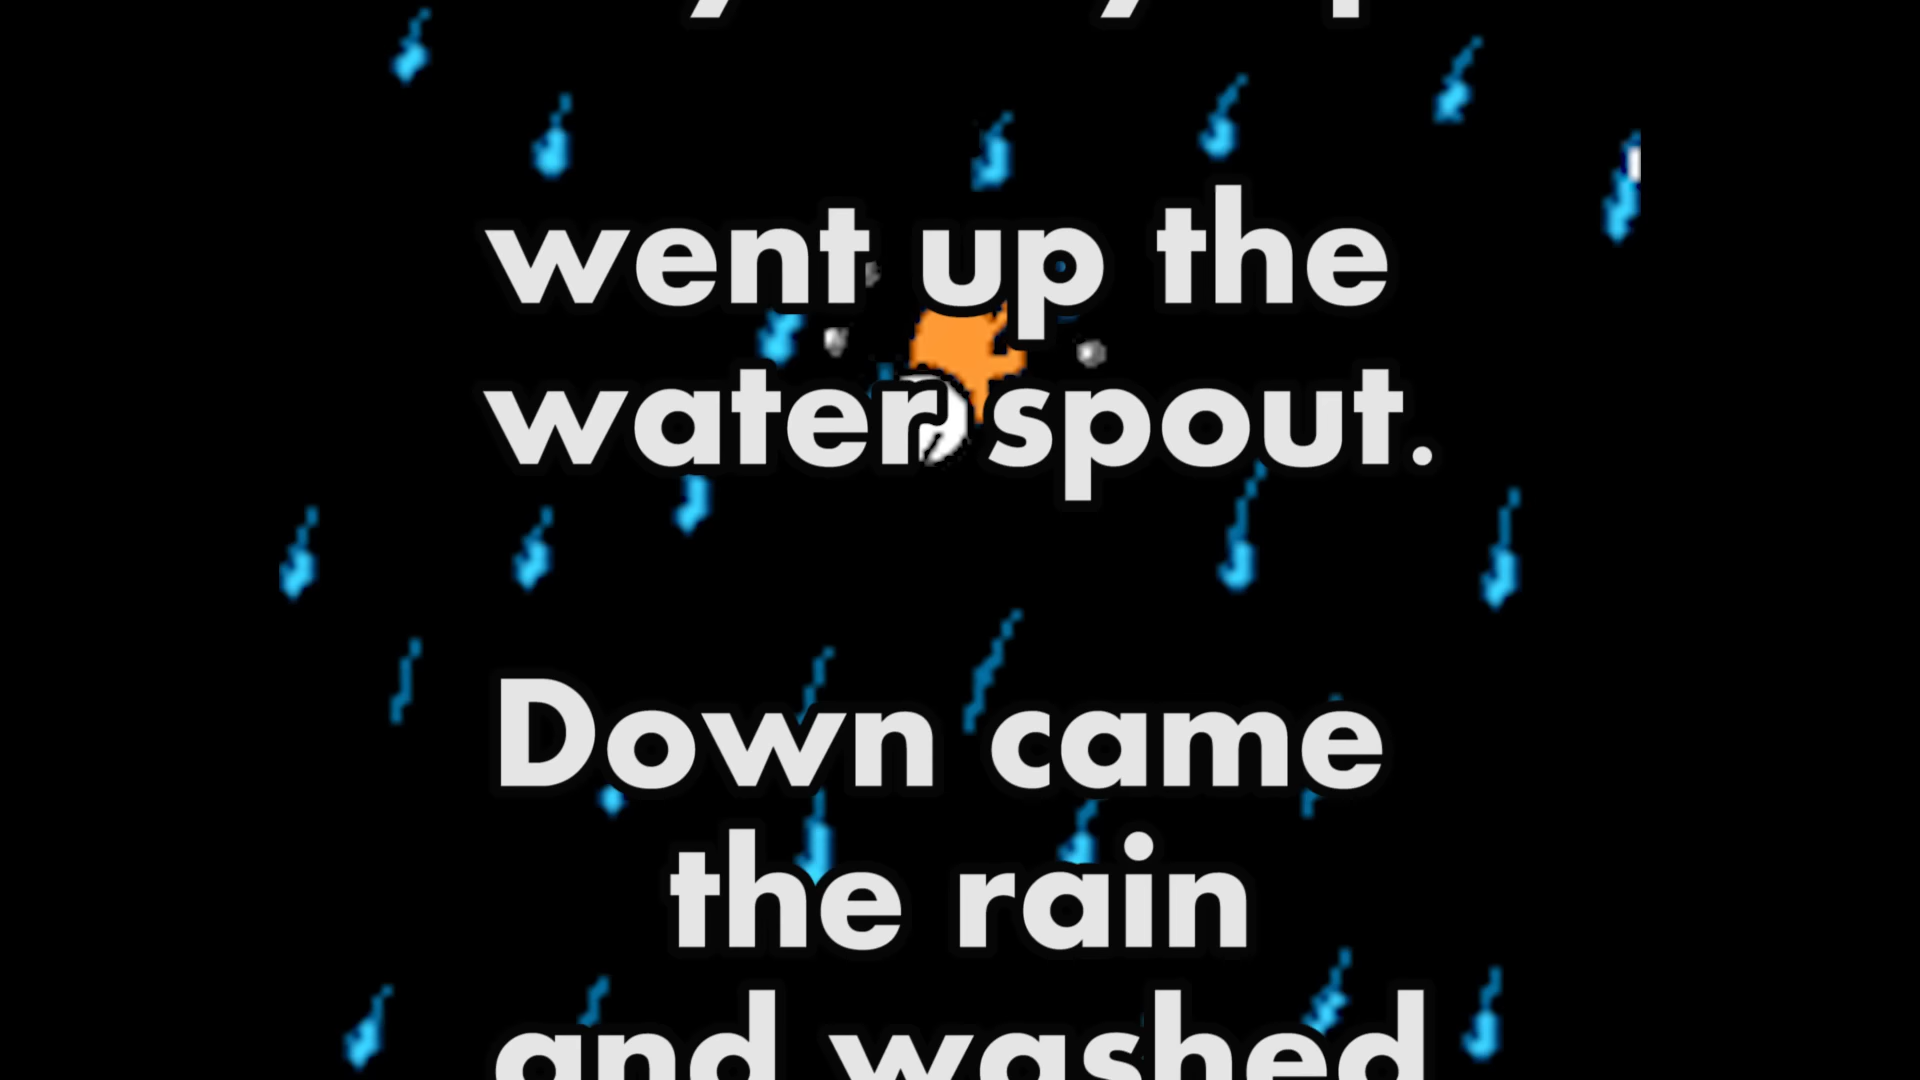 went up the
water spout.
Down came
the rain
and washed